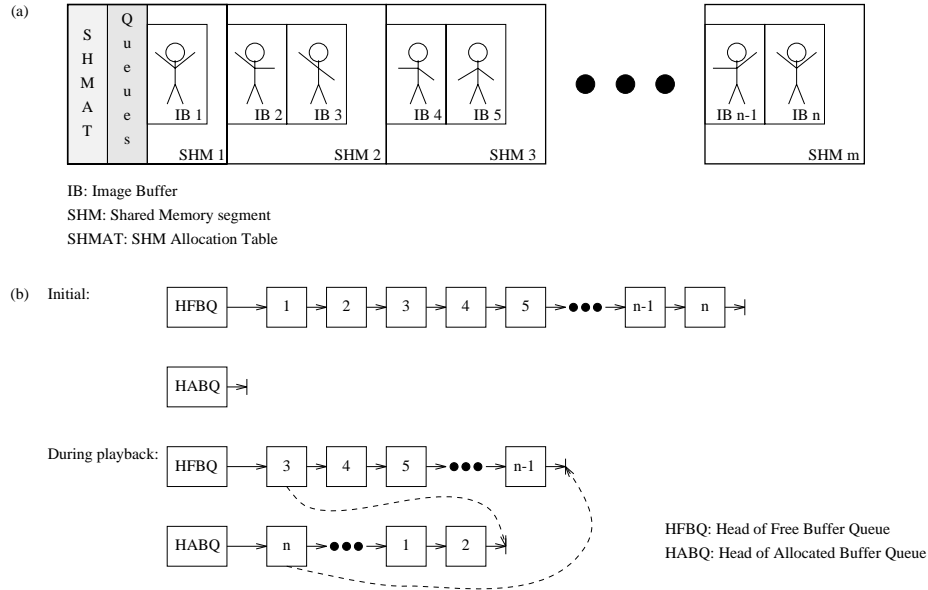 (a)
SHMAT
Queues
IB 1
IB 2
IB 3
IB 4
IB 5
IB n-1
IB n
SHM 1
SHM 2
SHM 3
SHM m
IB: Image Buffer
SHM: Shared Memory segment
SHMAT: SHM Allocation Table
(b) Initial:
HFBQ 1 2 3 4 5 n-1 n
HABQ
During playback:
HFBQ 3 4 5 n-1
HABQ n 1 2
HFBQ: Head of Free Buffer Queue
HABQ: Head of Allocated Buffer Queue